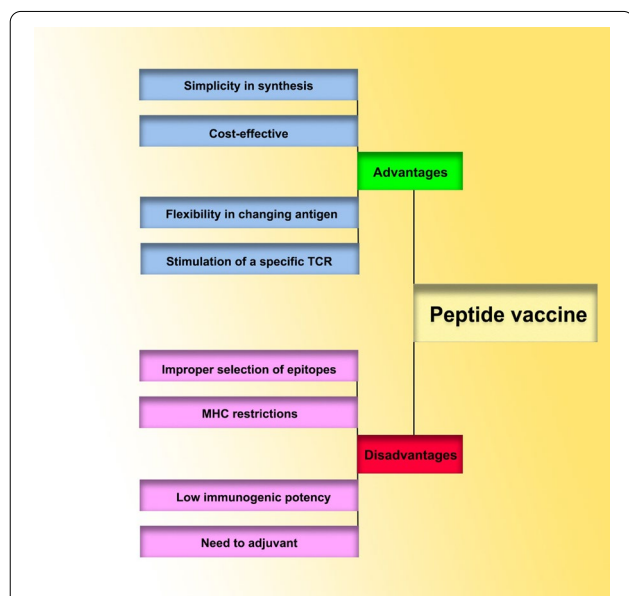 Simplicity in synthesis
Cost-effective
Advantages
Flexibility in changing antigen
Stimulation of a specific TCR
Peptide vaccine
Improper selection of epitopes
MHC restrictions
Disadvantages
Low immunogenic potency
Need to adjuvant